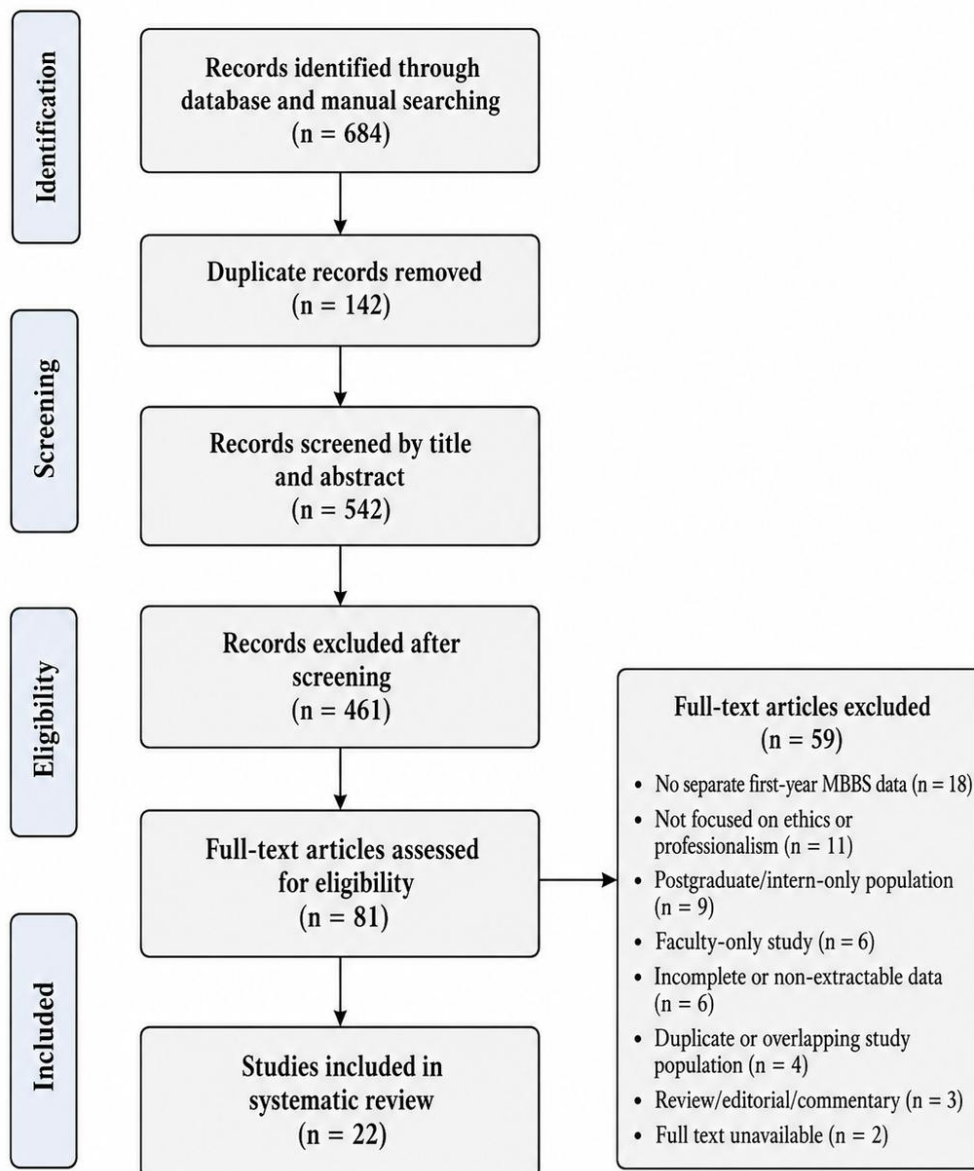 Identification
Records identified through
database and manual searching
(n = 684)
Duplicate records removed
(n = 142)
Screening
Records screened by title
and abstract
(n = 542)
Eligibility
Records excluded after
screening
(n = 461)
Full-text articles assessed
for eligibility
(n = 81)
Full-text articles excluded
(n = 59)
• No separate first-year MBBS data (n = 18)
• Not focused on ethics or
professionalism (n = 11)
• Postgraduate/intern-only population
(n = 9)
• Faculty-only study (n = 6)
• Incomplete or non-extractable data
(n = 6)
• Duplicate or overlapping study
population (n = 4)
• Review/editorial/commentary (n = 3)
• Full text unavailable (n = 2)
Included
Studies included in
systematic review
(n = 22)